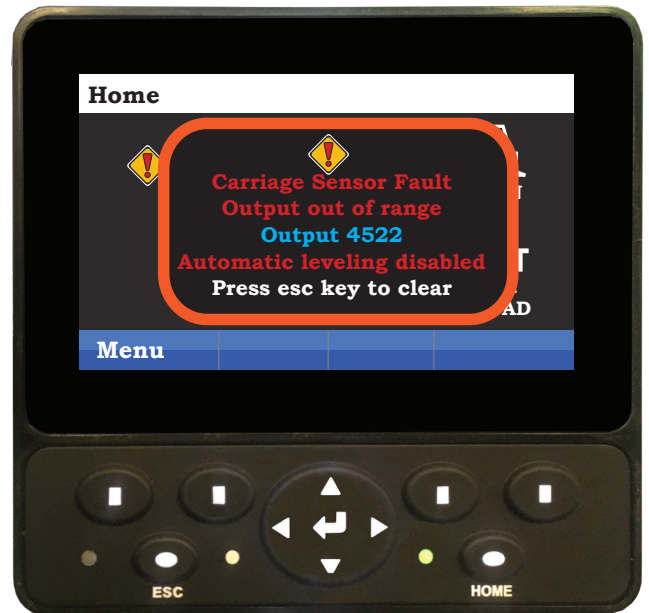 Home
Carriage Sensor Fault
Output out of range
Output 4522
Automatic leveling disabled
Press esc key to clear
AD
Menu
ESC
HOME